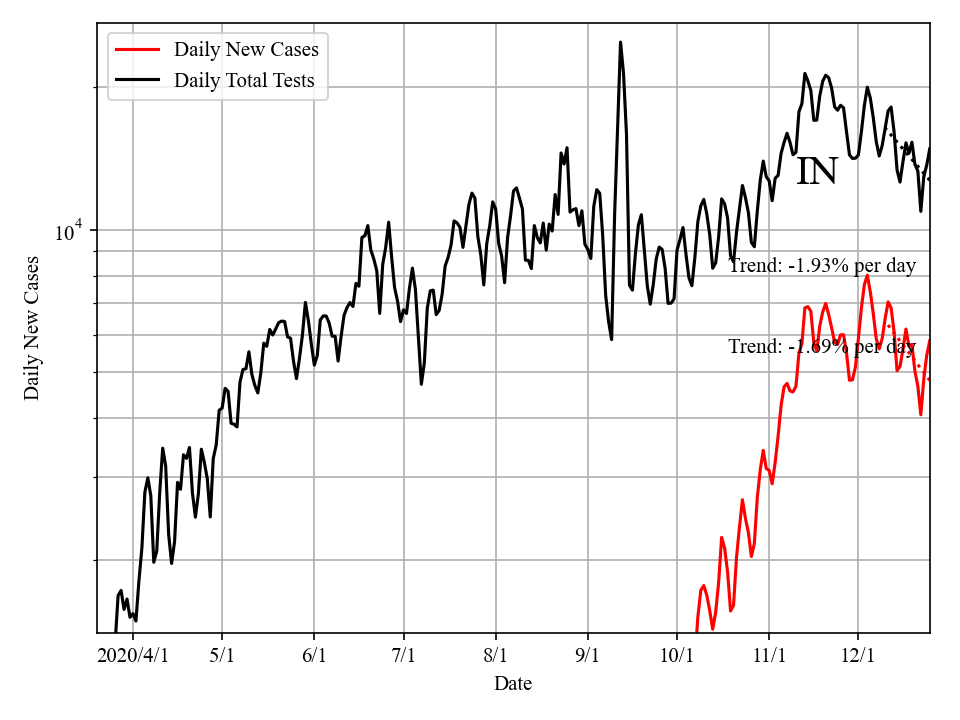 Daily New Cases
Daily Total Tests
IN
10^4
Trend: -1.93% per day
Trend: -1.69% per day
Daily New Cases
2020/4/1 5/1 6/1 7/1 8/1 9/1 10/1 11/1 12/1
Date